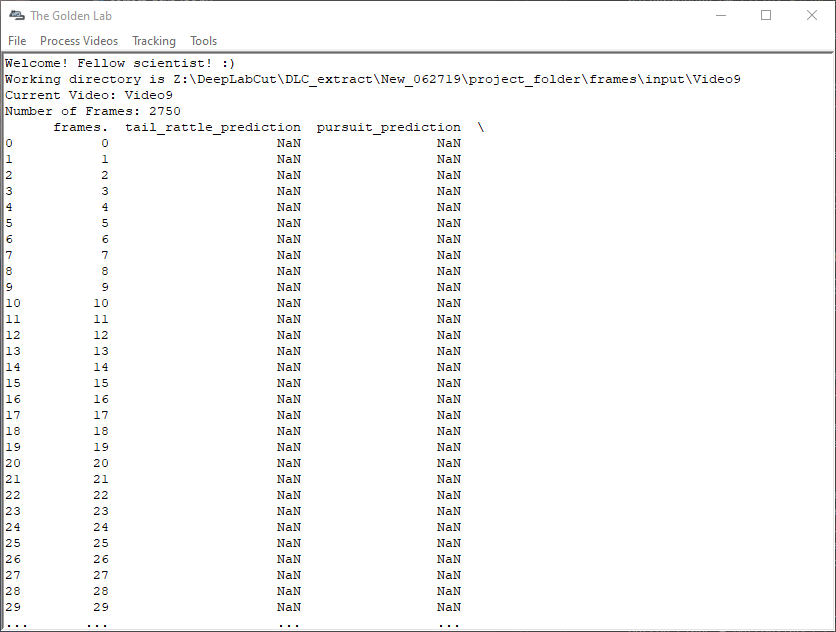 The Golden Lab
File Process Videos Tracking Tools
Welcome! Fellow scientist! :)
Working directory is Z:\DeepLabCut\DLC_extract\New_062719\project_folder\frames\input\Video9
Current Video: Video9
Number of Frames: 2750
frames. tail_rattle_prediction pursuit_prediction \
0 0 NaN NaN
1 1 NaN NaN
2 2 NaN NaN
3 3 NaN NaN
4 4 NaN NaN
5 5 NaN NaN
6 6 NaN NaN
7 7 NaN NaN
8 8 NaN NaN
9 9 NaN NaN
10 10 NaN NaN
11 11 NaN NaN
12 12 NaN NaN
13 13 NaN NaN
14 14 NaN NaN
15 15 NaN NaN
16 16 NaN NaN
17 17 NaN NaN
18 18 NaN NaN
19 19 NaN NaN
20 20 NaN NaN
21 21 NaN NaN
22 22 NaN NaN
23 23 NaN NaN
24 24 NaN NaN
25 25 NaN NaN
26 26 NaN NaN
27 27 NaN NaN
28 28 NaN NaN
29 29 NaN NaN
... ... ... ...